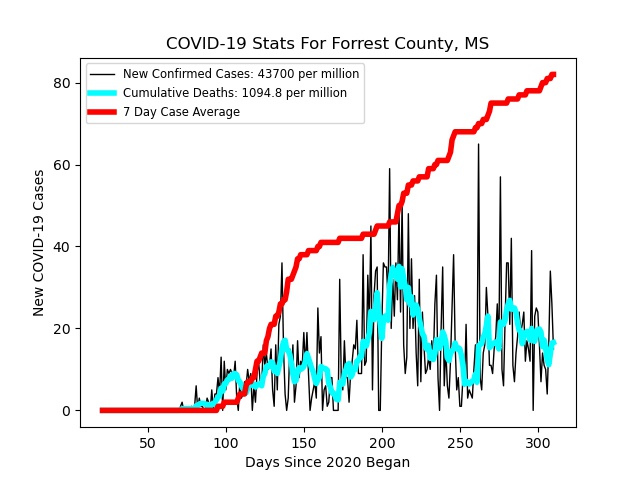 COVID-19 Stats For Forrest County, MS
New Confirmed Cases: 43700 per million
Cumulative Deaths: 1094.8 per million
7 Day Case Average
New COVID-19 Cases
80
60
40
20
0
50 100 150 200 250 300
Days Since 2020 Began